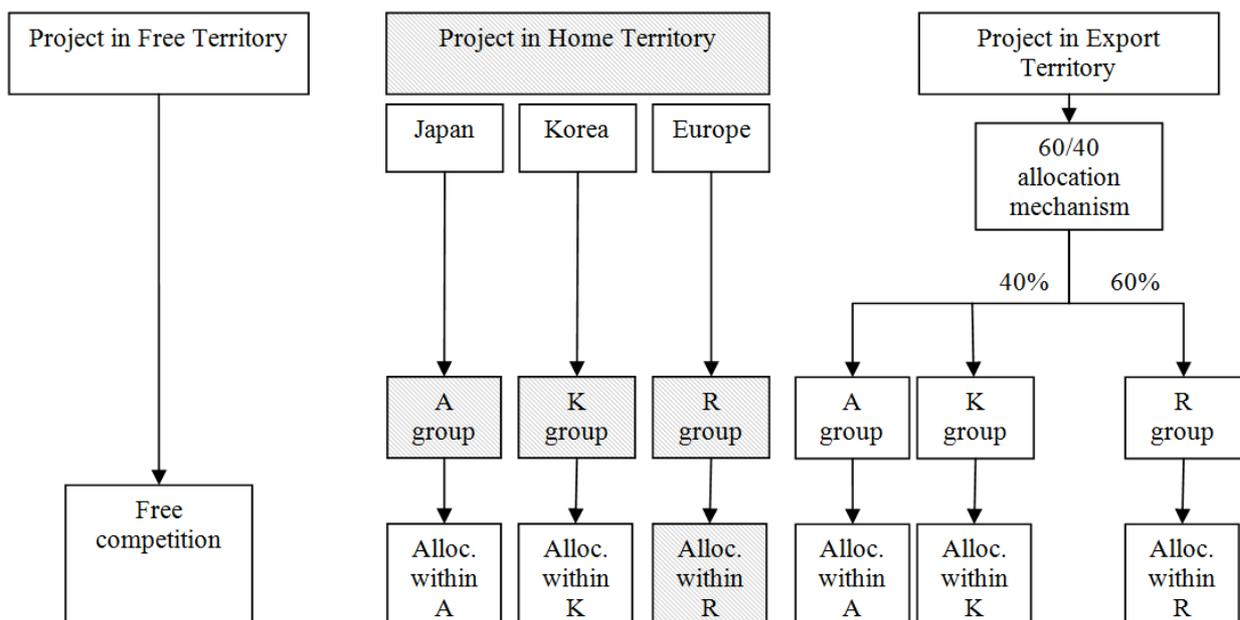 Project in Free Territory
Project in Home Territory
Project in Export
Territory
Japan
Korea
Europe
60/40
allocation
mechanism
40%
60%
A
group
K
group
R
group
A
group
K
group
R
group
Free
competition
Alloc.
within
A
Alloc.
within
K
Alloc.
within
R
Alloc.
within
A
Alloc.
within
K
Alloc.
within
R